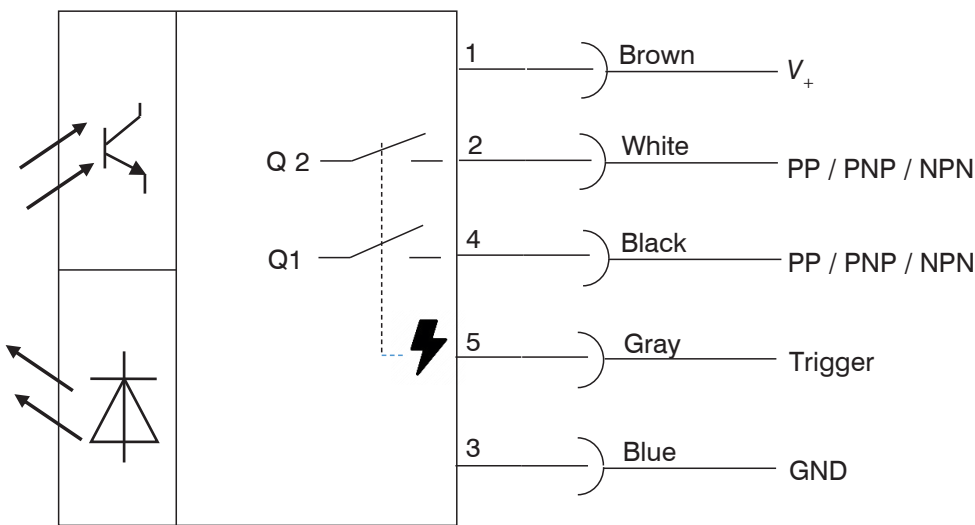 1 Brown V+
Q 2 2 White PP / PNP / NPN
Q1 4 Black PP / PNP / NPN
5 Gray Trigger
3 Blue GND